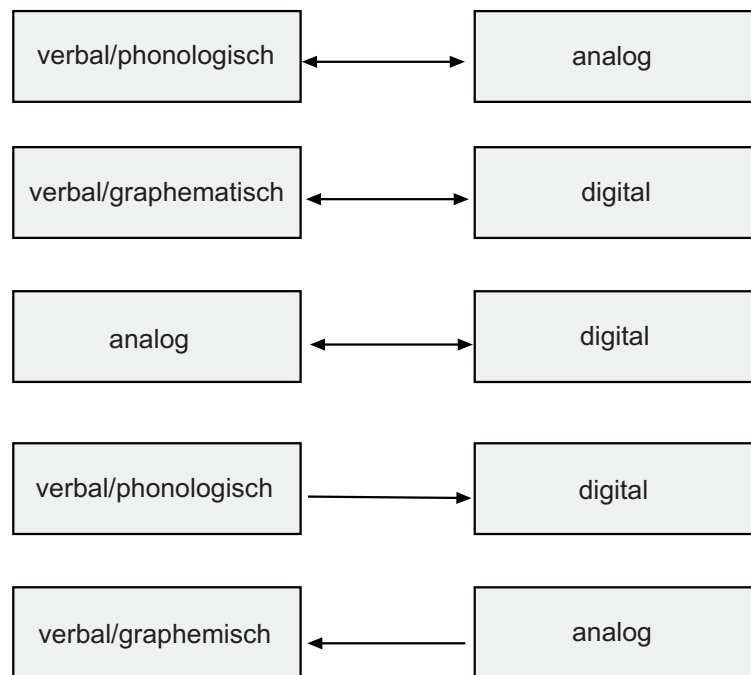 verbal/phonologisch analog
verbal/graphematisch digital
analog digital
verbal/phonologisch digital
verbal/graphemisch analog